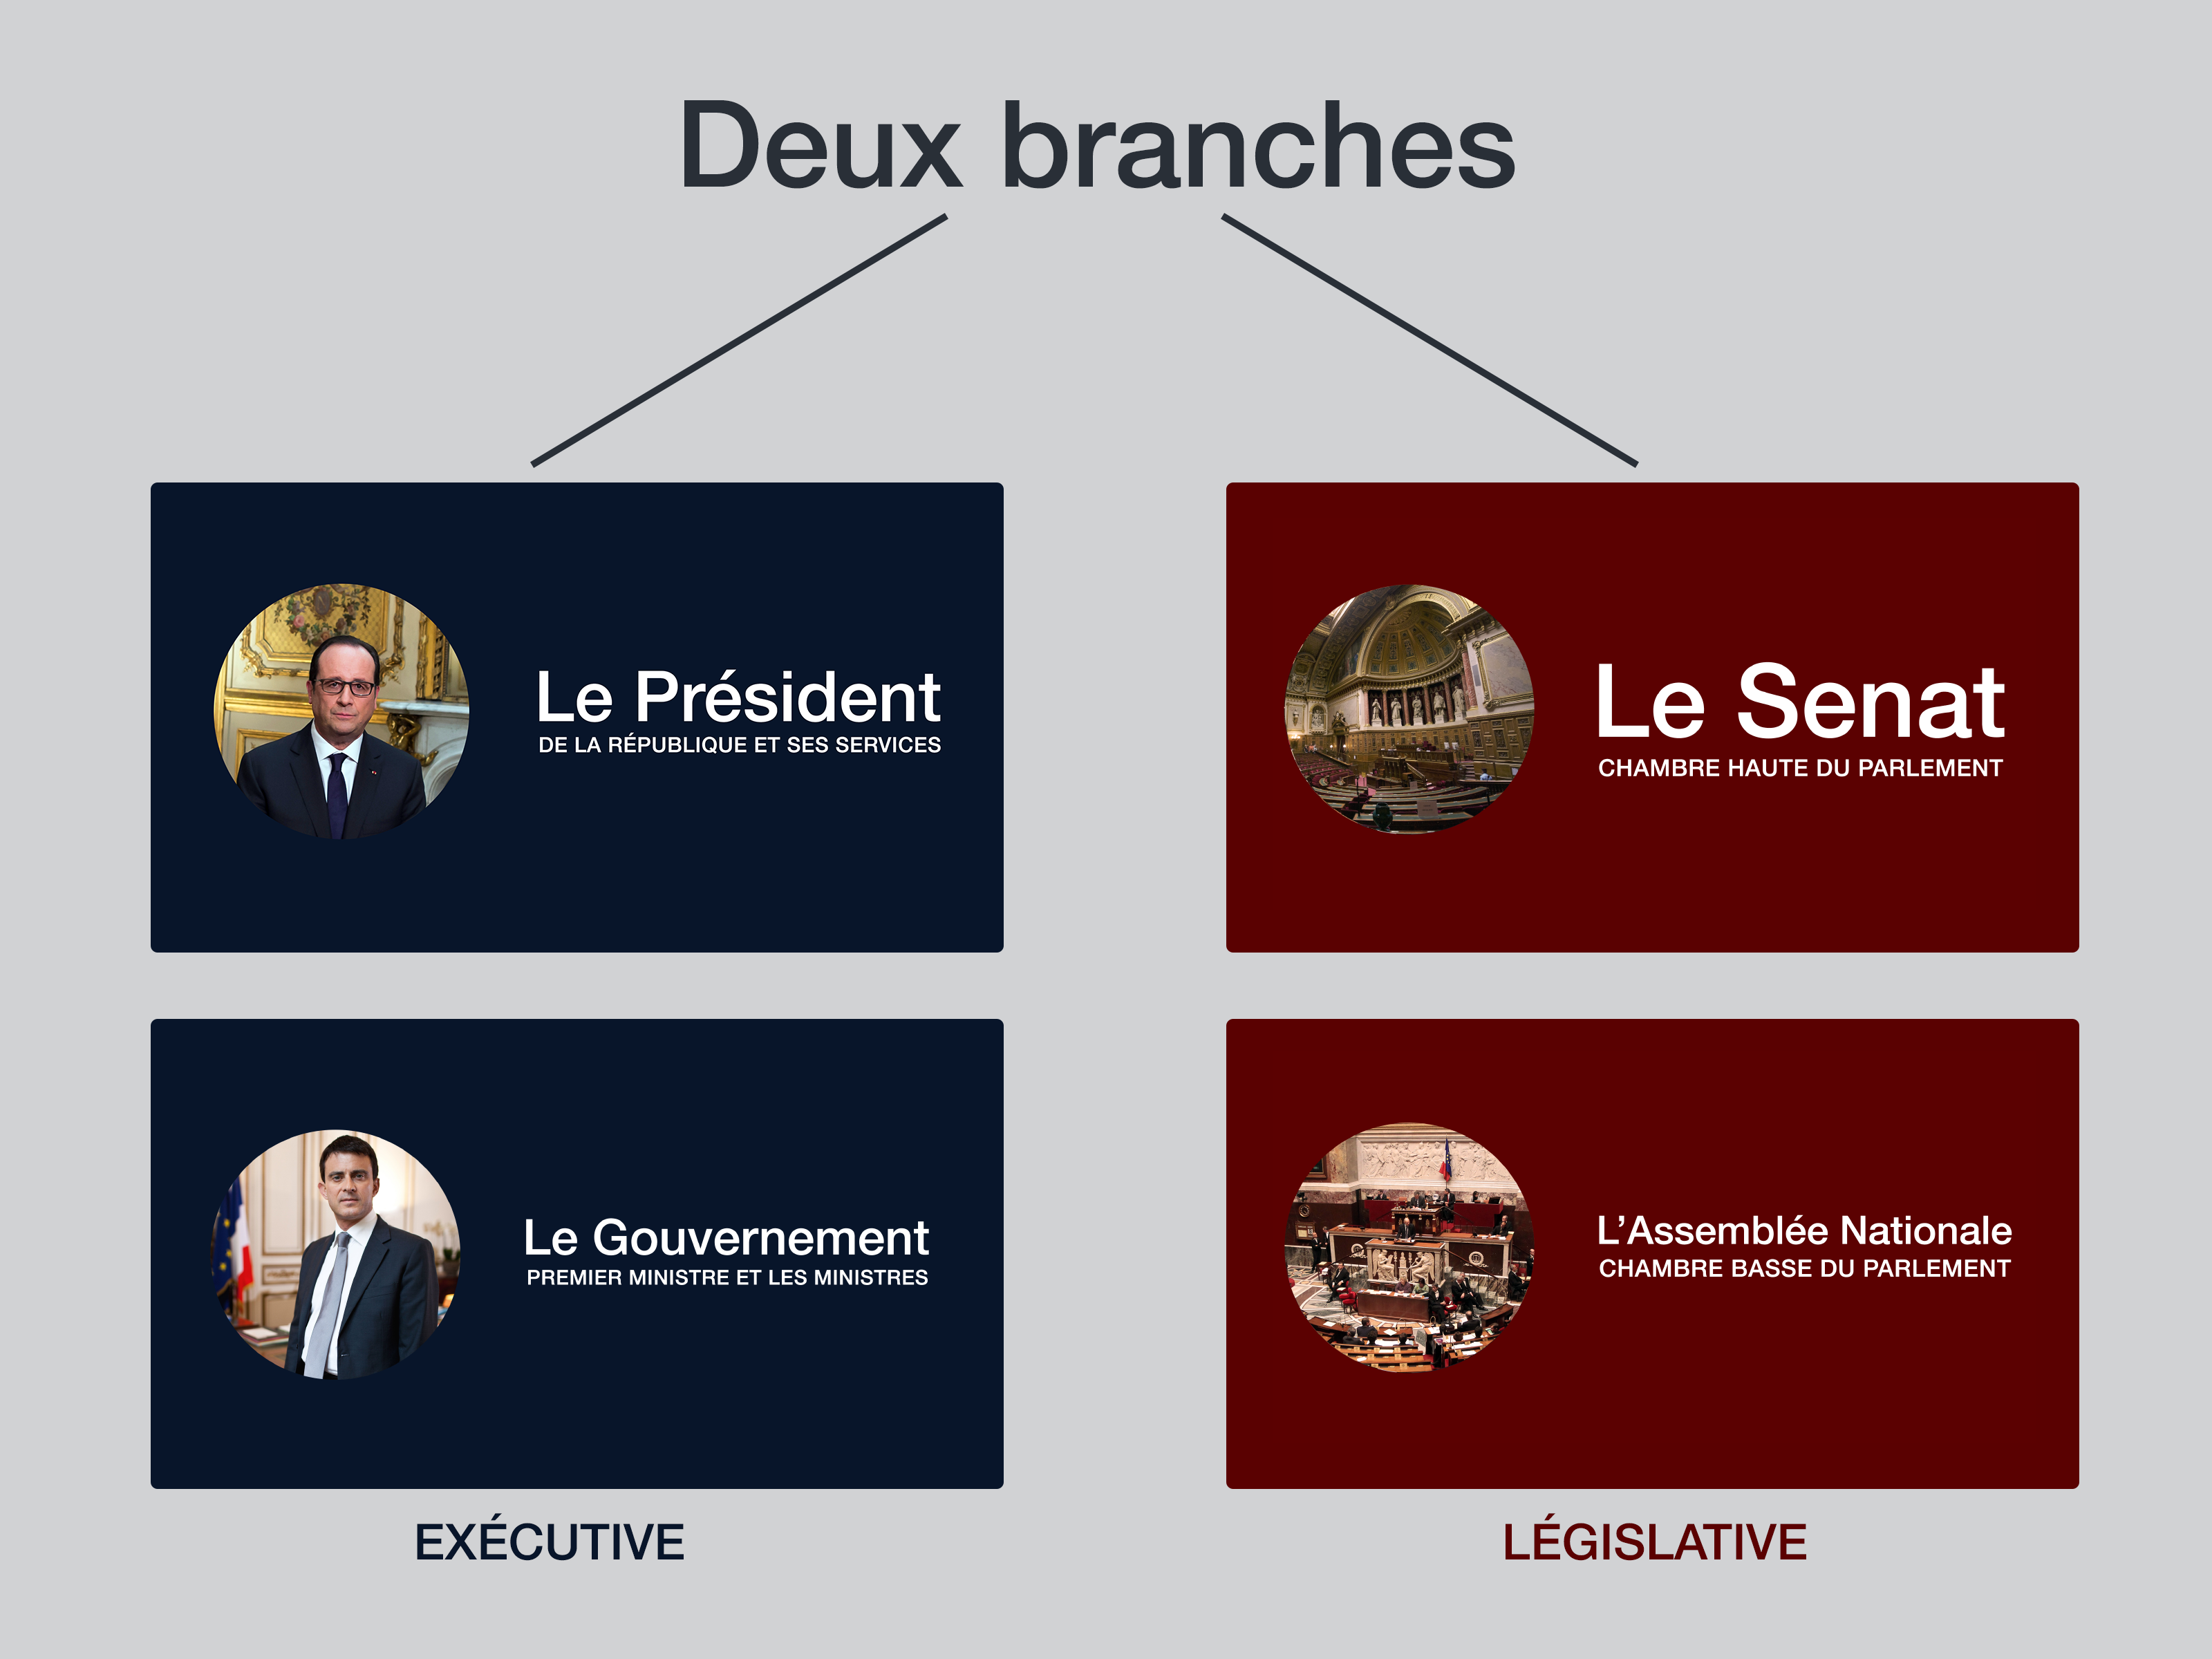 Deux branches
Le Président
DE LA RÉPUBLIQUE ET SES SERVICES
Le Senat
CHAMBRE HAUTE DU PARLEMENT
Le Gouvernement
PREMIER MINISTRE ET LES MINISTRES
L’Assemblée Nationale
CHAMBRE BASSE DU PARLEMENT
EXÉCUTIVE
LÉGISLATIVE